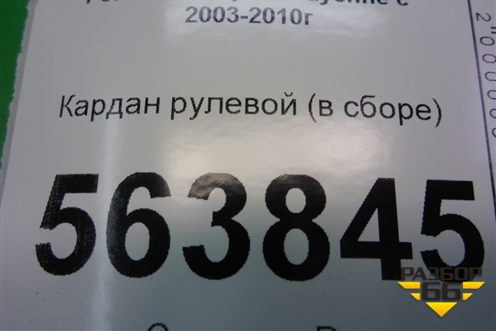 2003-2010г
Кардан рулевой (в сборе)
563845
РАЗБОР
66